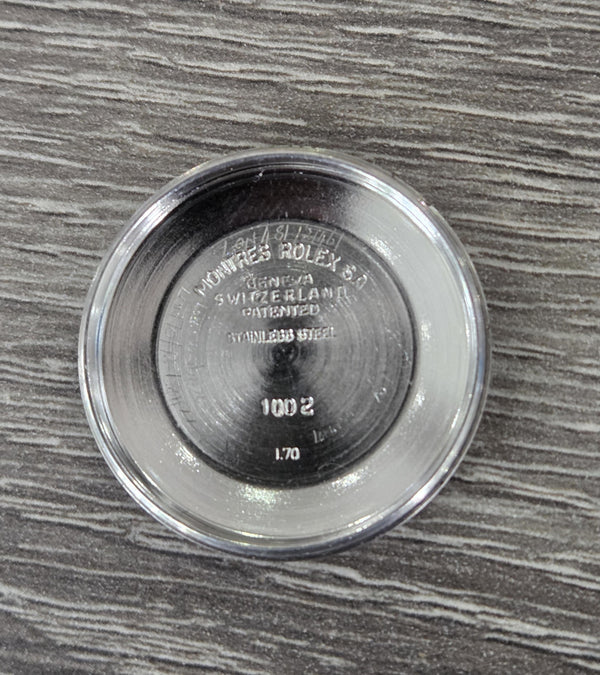 MONTRES ROLEX S.A
GENEVA
SWITZERLAND
PATENTED
STAINLESS STEEL
1002
I.70